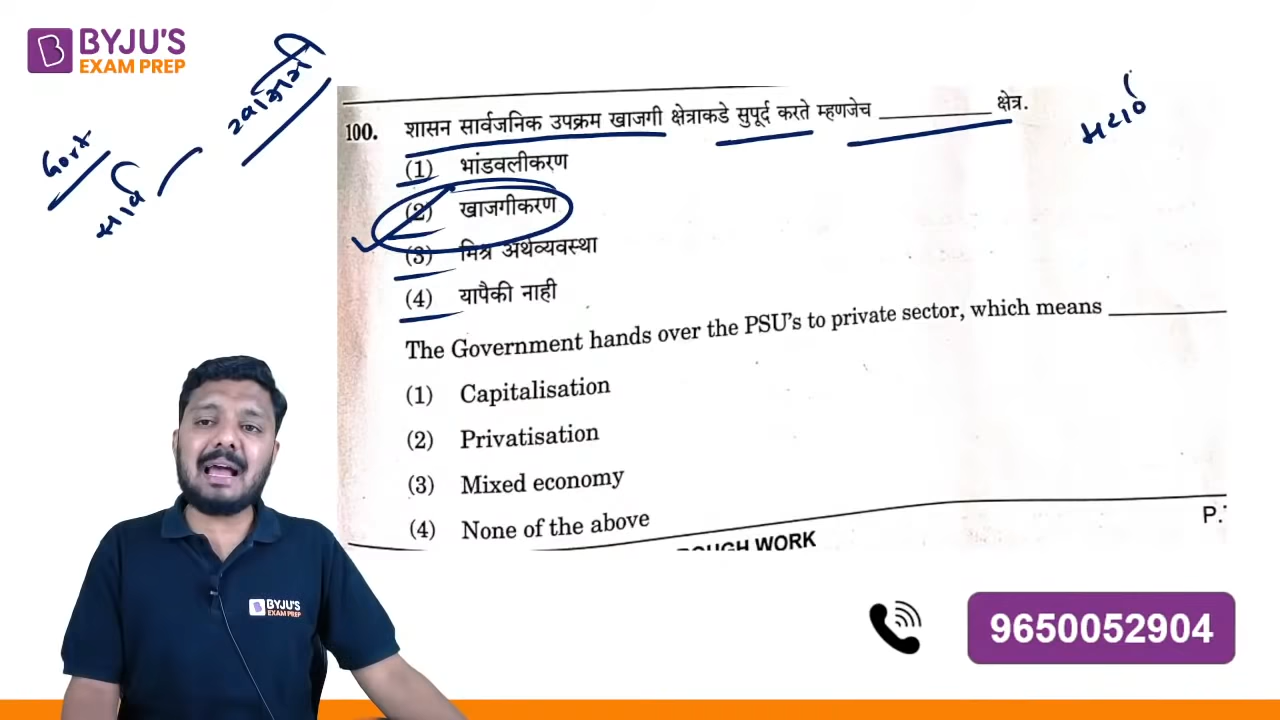 BYJU'S
EXAM PREP
Govt
सार्व
100. शासन सार्वजनिक उपक्रम खाजगी क्षेत्राकडे सुपूर्द करते म्हणजेच __________ क्षेत्र.
(1) भांडवलीकरण
(2) खाजगीकरण
(3) मिश्र अर्थव्यवस्था
(4) यापैकी नाही
The Government hands over the PSU's to private sector, which means __________
(1) Capitalisation
(2) Privatisation
(3) Mixed economy
(4) None of the above
ROUGH WORK
P.
BYJU'S
EXAM PREP
9650052904